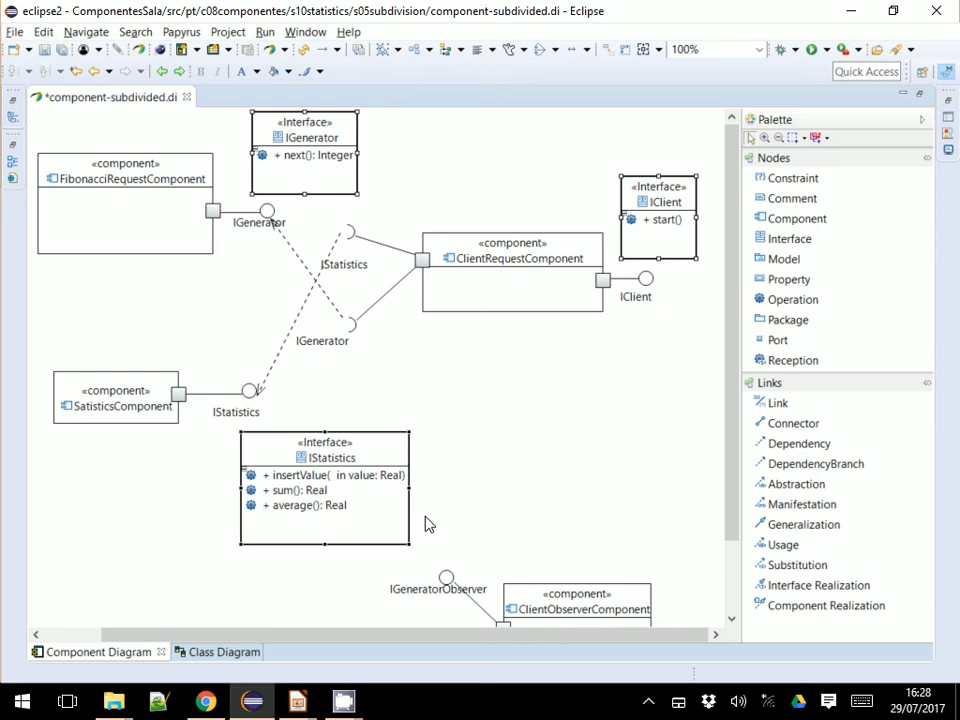 eclipse2 - ComponentesSala/src/pt/c08componentes/s10statistics/s05subdivision/component-subdivided.di - Eclipse
File Edit Navigate Search Papyrus Project Run Window Help
100%
B I A
Quick Access
*component-subdivided.di
«Interface»
IGenerator
+ next(): Integer
«component»
FibonacciRequestComponent
IGenerator
«Interface»
IClient
+ start()
IStatistics
«component»
ClientRequestComponent
IClient
IGenerator
«component»
SatisticsComponent
IStatistics
«Interface»
IStatistics
+ insertValue( in value: Real)
+ sum(): Real
+ average(): Real
IGeneratorObserver
«component»
ClientObserverComponent
Palette
Nodes
Constraint
Comment
Component
Interface
Model
Property
Operation
Package
Port
Reception
Links
Link
Connector
Dependency
DependencyBranch
Abstraction
Manifestation
Generalization
Usage
Substitution
Interface Realization
Component Realization
Component Diagram
Class Diagram
16:28
29/07/2017